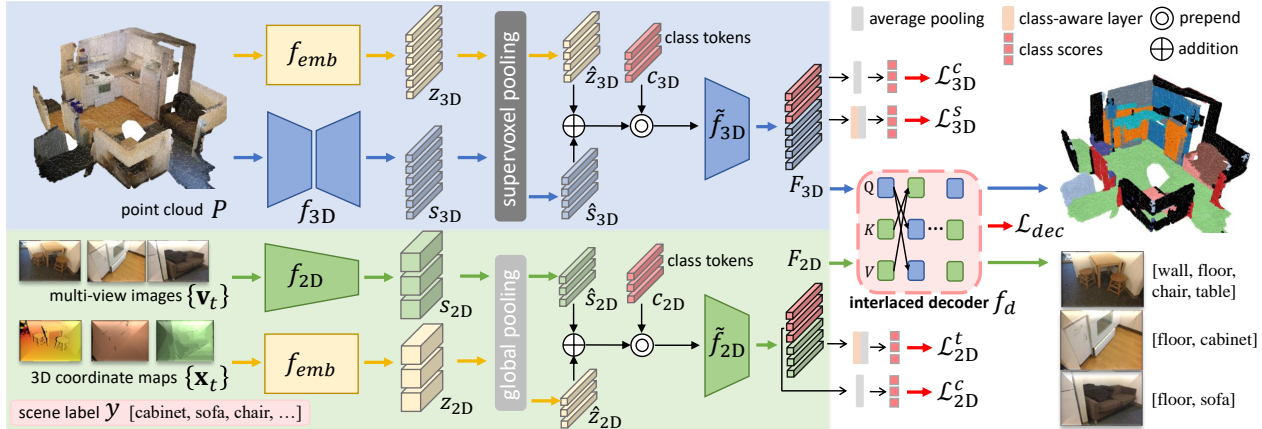 average pooling
class-aware layer
prepend
class scores
addition
f_emb
z_3D
supervoxel pooling
ẑ_3D
class tokens
c_3D
f̃_3D
L^c_3D
L^s_3D
point cloud P
f_3D
s_3D
ŝ_3D
F_3D
Q
K
V
...
L_dec
interlaced decoder f_d
multi-view images {v_t}
f_2D
s_2D
global pooling
ŝ_2D
class tokens
c_2D
f̃_2D
F_2D
[wall, floor,
chair, table]
3D coordinate maps {x_t}
f_emb
z_2D
ẑ_2D
L^t_2D
L^c_2D
[floor, cabinet]
[floor, sofa]
scene label y [cabinet, sofa, chair, …]